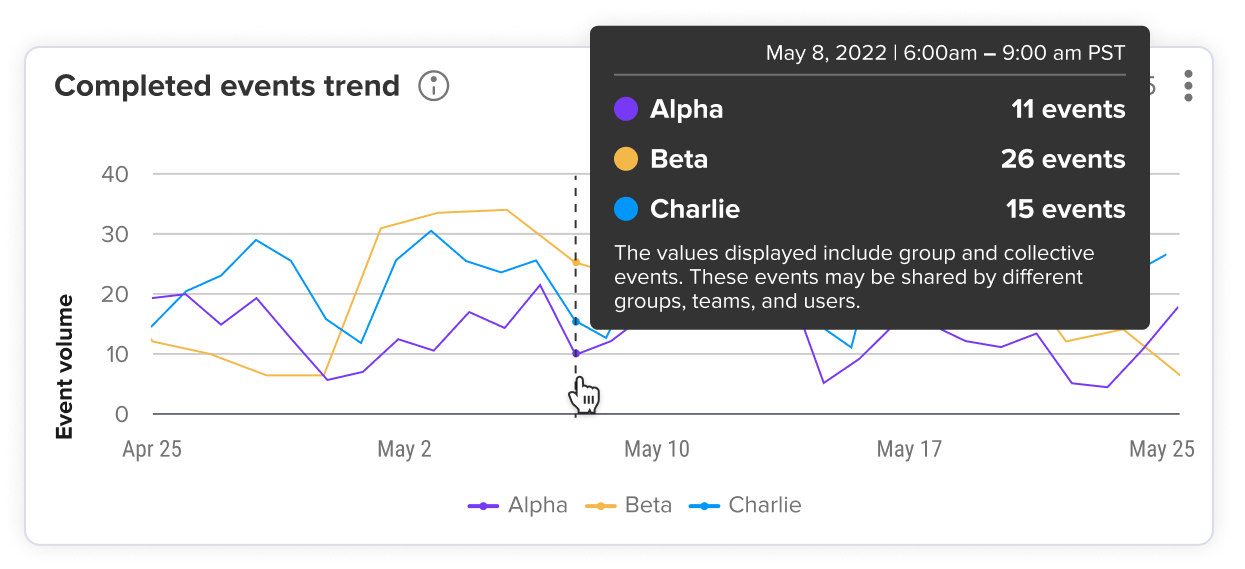 May 8, 2022 | 6:00am – 9:00 am PST
Completed events trend
Alpha 11 events
Beta 26 events
Charlie 15 events
The values displayed include group and collective
events. These events may be shared by different
groups, teams, and users.
Event volume
40
30
20
10
0
Apr 25 May 2 May 10 May 17 May 25
Alpha Beta Charlie